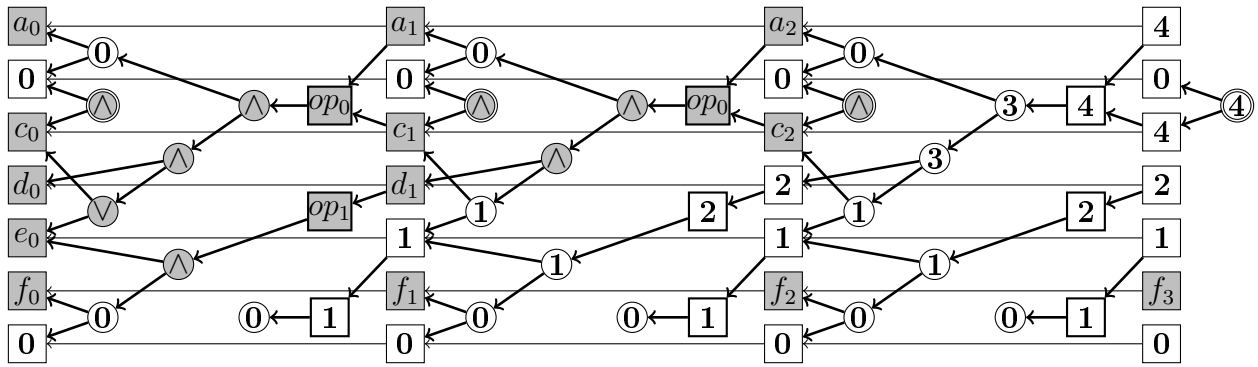 a₀ a₁ a₂ 4
0 0 0
0 0 0 0
∧ op₀ ∧ ∧ op₀ ∧ 3 4 4
∧
c₀ c₁ c₂ 4
∧ ∧ 3
d₀ d₁ 2 2
∨ op₁ 1 2 1 2
e₀ 1 1 1
∧ 1 1
f₀ f₁ f₂ f₃
0 0 1 0 0 1 0 0 1
0 0 0 0